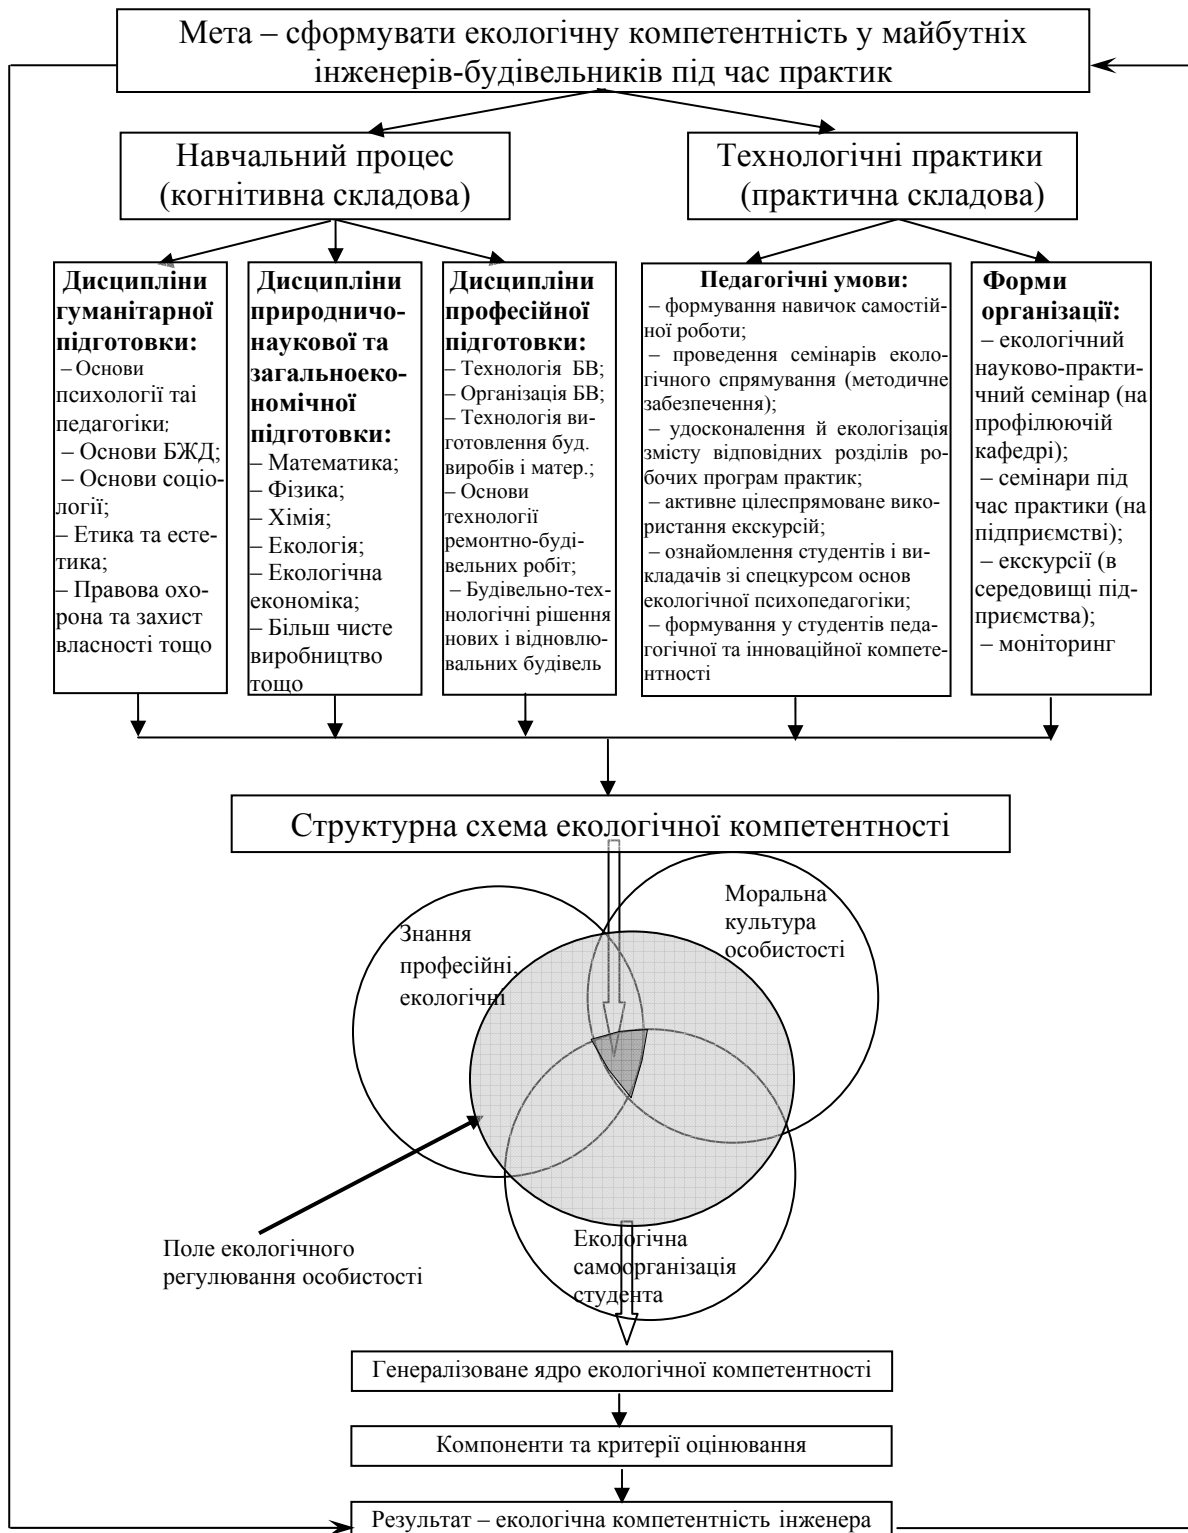 Мета – сформувати екологічну компетентність у майбутніх
інженерів-будівельників під час практик
Навчальний процес
(когнітивна складова)
Технологічні практики
(практична складова)
Дисципліни
гуманітарної
підготовки:
– Основи
психології таі
педагогіки;
– Основи БЖД;
– Основи соціо-
логії;
– Етика та есте-
тика;
– Правова охо-
рона та захист
власності тощо
Дисципліни
природничо-
наукової та
загальноеко-
номічної
підготовки:
– Математика;
– Фізика;
– Хімія;
– Екологія;
– Екологічна
економіка;
– Більш чисте
виробництво
тощо
Дисципліни
професійної
підготовки:
– Технологія БВ;
– Організація БВ;
– Технологія ви-
готовлення буд.
виробів і матер.;
– Основи
технології
ремонтно-буді-
вельних робіт;
– Будівельно-тех-
нологічні рішення
нових і відновлю-
вальних будівель
Педагогічні умови:
– формування навичок самостій-
ної роботи;
– проведення семінарів еколо-
гічного спрямування (методичне
забезпечення);
– удосконалення й екологізація
змісту відповідних розділів ро-
бочих програм практик;
– активне цілеспрямоване вико-
ристання екскурсій;
– ознайомлення студентів і ви-
кладачів зі спецкурсом основ
екологічної психопедагогіки;
– формування у студентів педа-
гогічної та інноваційної компете-
нтності
Форми
організації:
– екологічний
науково-практи-
чний семінар (на
профілюючій
кафедрі);
– семінари під
час практики (на
підприємстві);
– екскурсії (в
середовищі під-
приємства);
– моніторинг
Структурна схема екологічної компетентності
Моральна
культура
особистості
Знання
професійні,
екологічні
Поле екологічного
регулювання особистості
Екологічна
самоорганізація
студента
Генералізоване ядро екологічної компетентності
Компоненти та критерії оцінювання
Результат – екологічна компетентність інженера